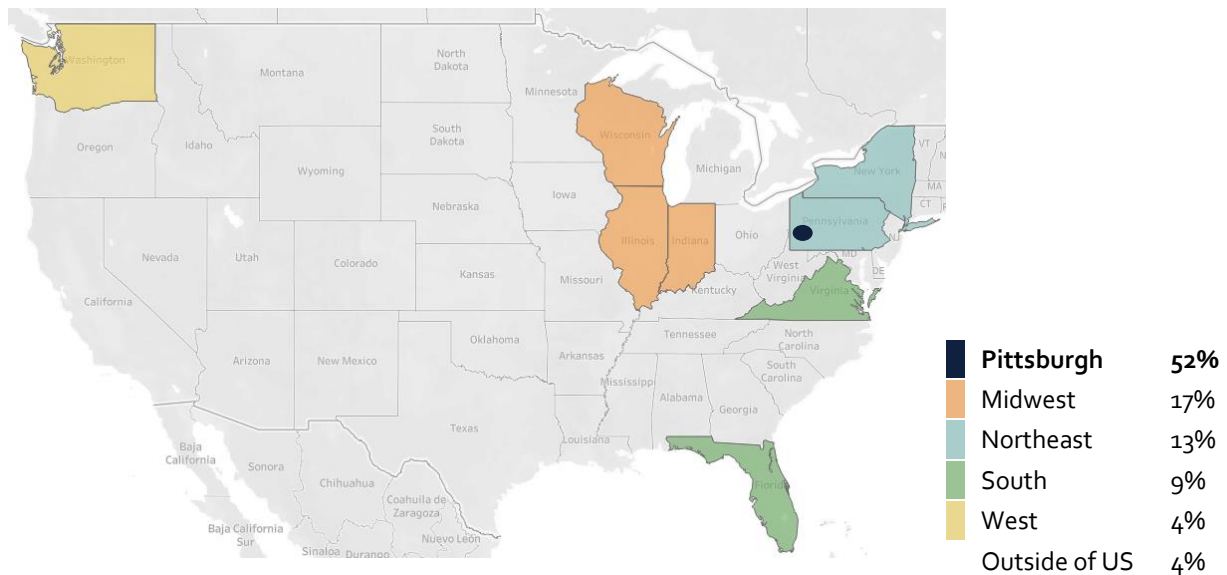 Washington
Montana
North
Dakota
Minnesota
Wisconsin
Michigan
VT
N
New York
MA
CT
R
Oregon
Idaho
South
Dakota
Wyoming
Iowa
Nebraska
Illinois
Indiana
Ohio
Pennsylvania
NJ
MD
DE
Nevada
Utah
Colorado
Kansas
Missouri
West
Virginia
Virginia
Kentucky
California
Tennessee
North
Carolina
Oklahoma
Arkansas
South
Carolina
Arizona
New Mexico
Mississippi
Alabama
Georgia
Texas
Louisiana
Florida
Baja
California
Sonora
Chihuahua
Coahuila de
Zaragoza
Baja California
Sur
Sinaloa
Durango
Nuevo León
Pittsburgh 52%
Midwest 17%
Northeast 13%
South 9%
West 4%
Outside of US 4%